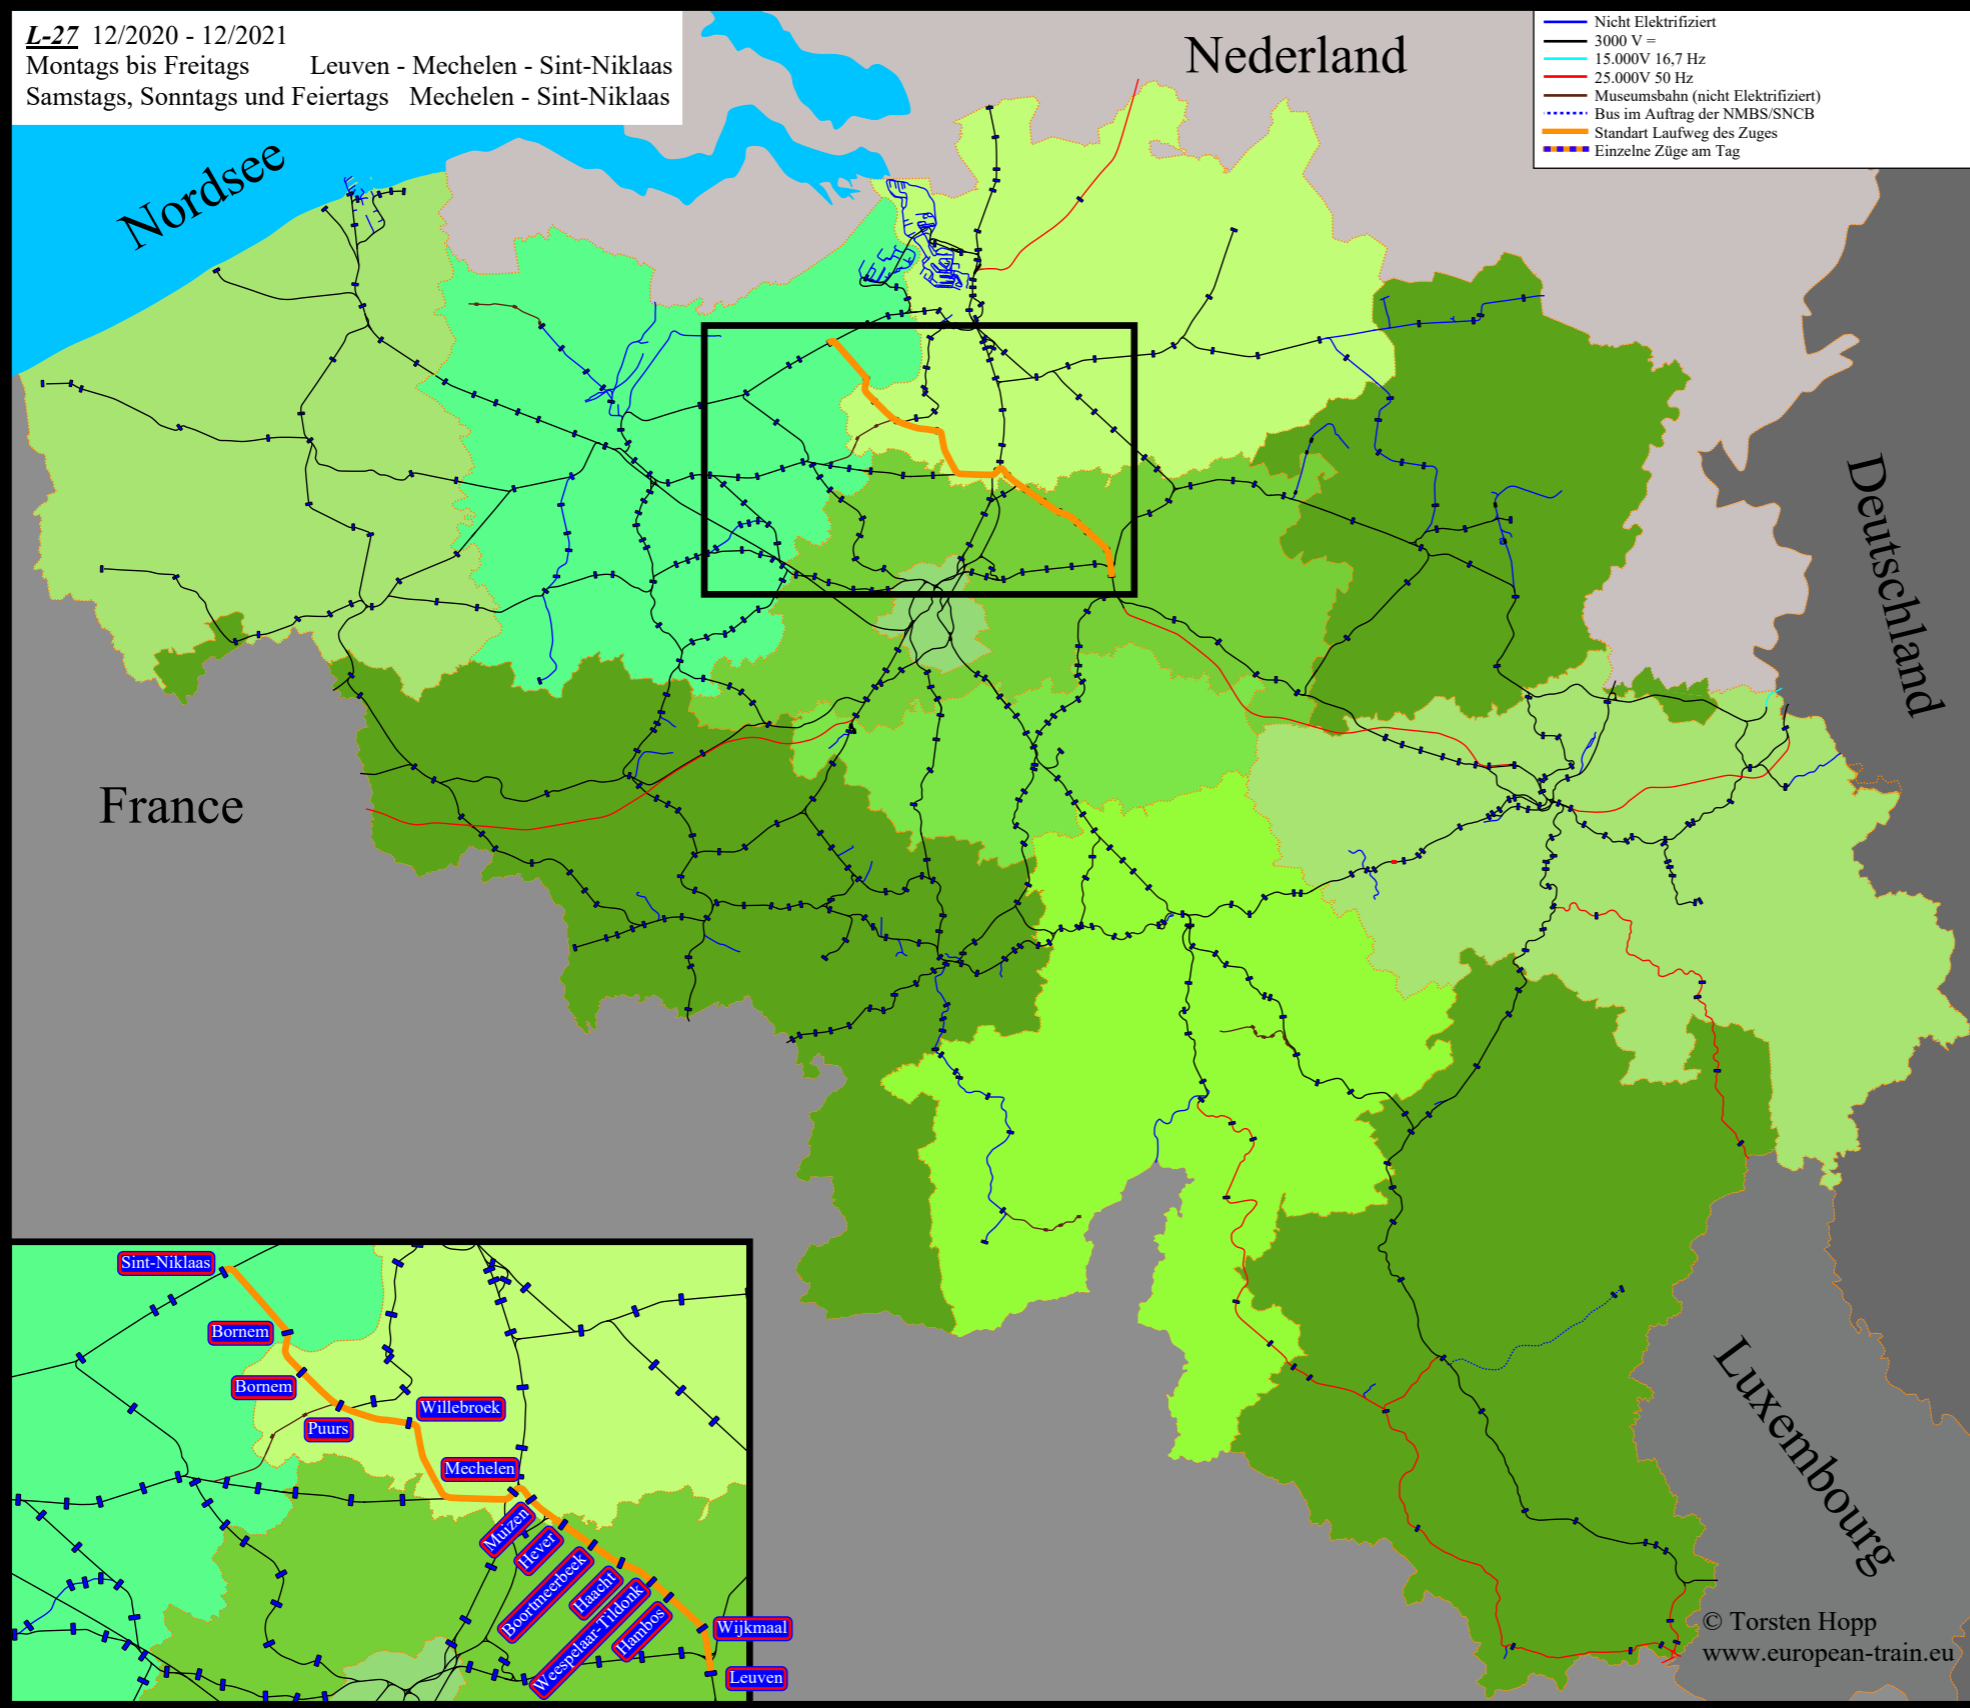 L-27 12/2020 - 12/2021
Montags bis Freitags Leuven - Mechelen - Sint-Niklaas
Samstags, Sonntags und Feiertags Mechelen - Sint-Niklaas
Nicht Elektrifiziert
3000 V =
15.000V 16,7 Hz
25.000V 50 Hz
Museumsbahn (nicht Elektrifiziert)
Bus im Auftrag der NMBS/SNCB
Standart Laufweg des Zuges
Einzelne Züge am Tag
Nederland
Nordsee
Deutschland
France
Luxembourg
Sint-Niklaas
Bornem
Bornem
Puurs
Willebroek
Mechelen
Muizen
Hever
Boortmeerbeek
Haacht
Weespelaar-Tildonk
Hambos
Wijkmaal
Leuven
© Torsten Hopp
www.european-train.eu